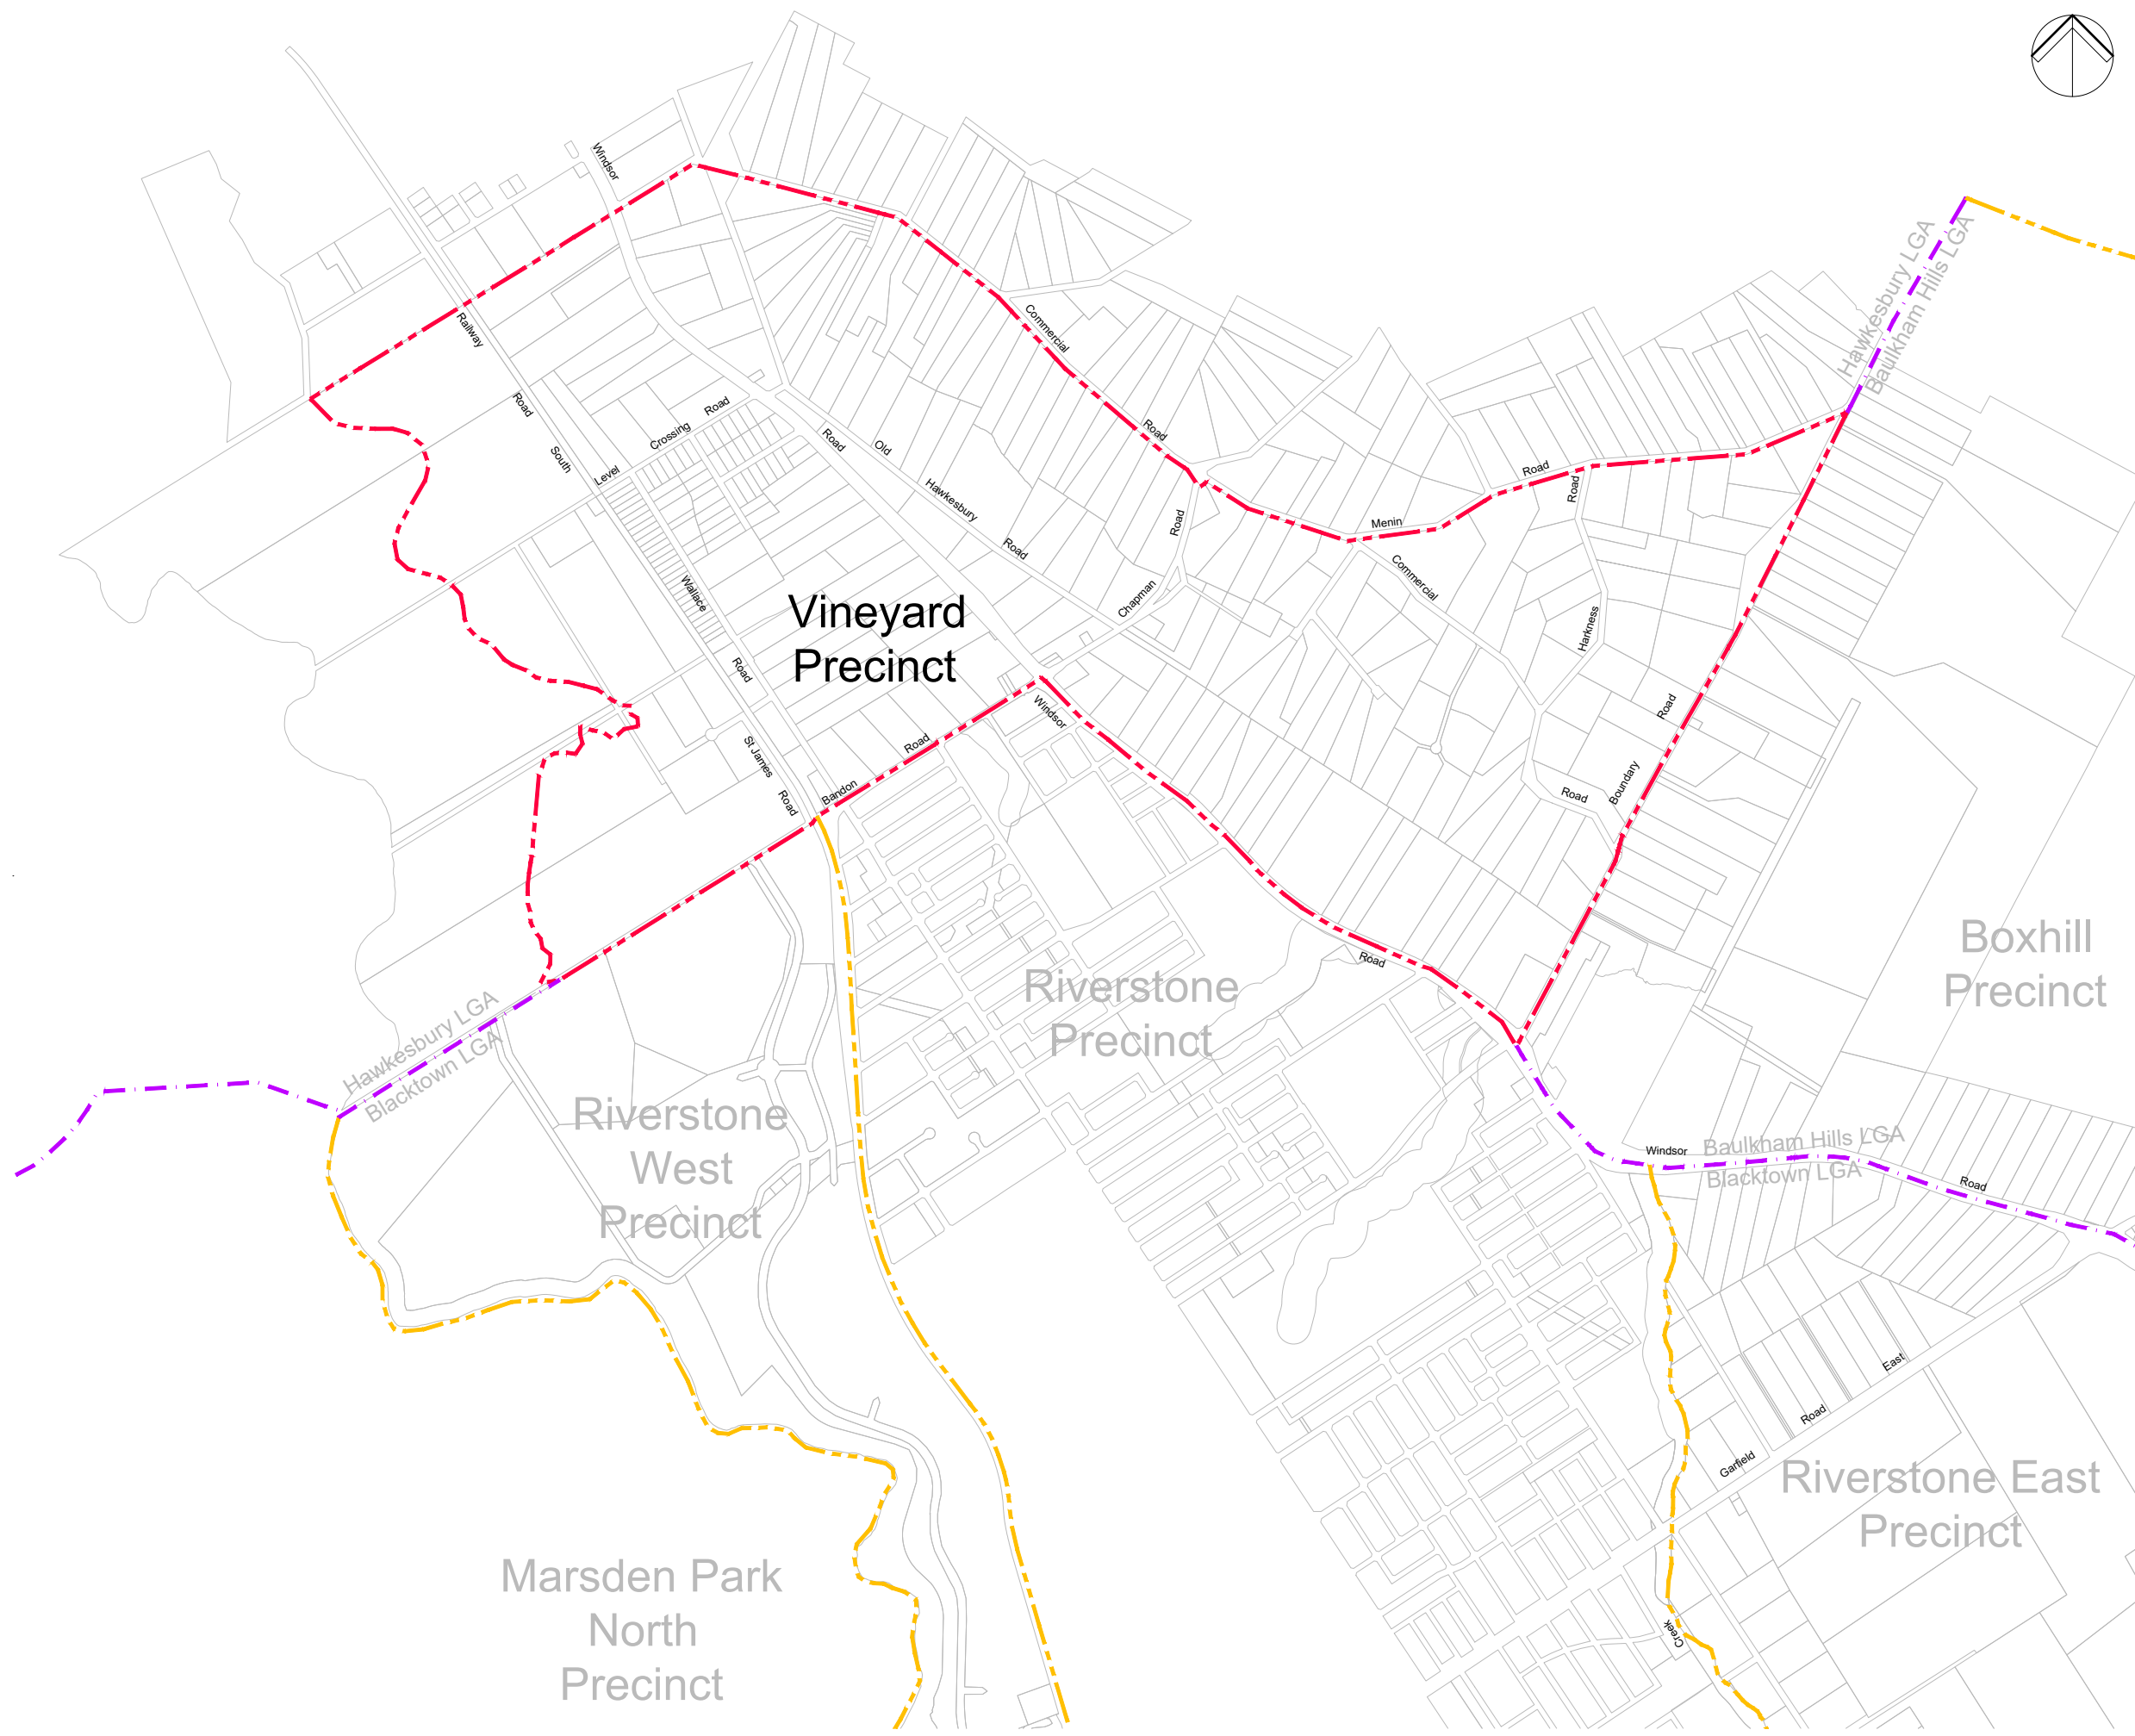 Windsor
Hawkesbury LGA
Baulkham Hills LGA
Railway
Road
South
Level
Crossing
Road
Commercial
Road
Road
Old
Hawkesbury
Road
Road
Menin
Road
Road
Commercial
Chapman
Harkness
Wallace
Road
Vineyard
Precinct
Windsor
Road
Bandon
St James
Road
Road
Boundary
Road
Road
Boxhill
Precinct
Riverstone
Precinct
Hawkesbury LGA
Blacktown LGA
Riverstone
West
Precinct
Windsor
Baulkham Hills LGA
Blacktown LGA
Road
East
Road
Garfield
Riverstone East
Precinct
Creek
Marsden Park
North
Precinct